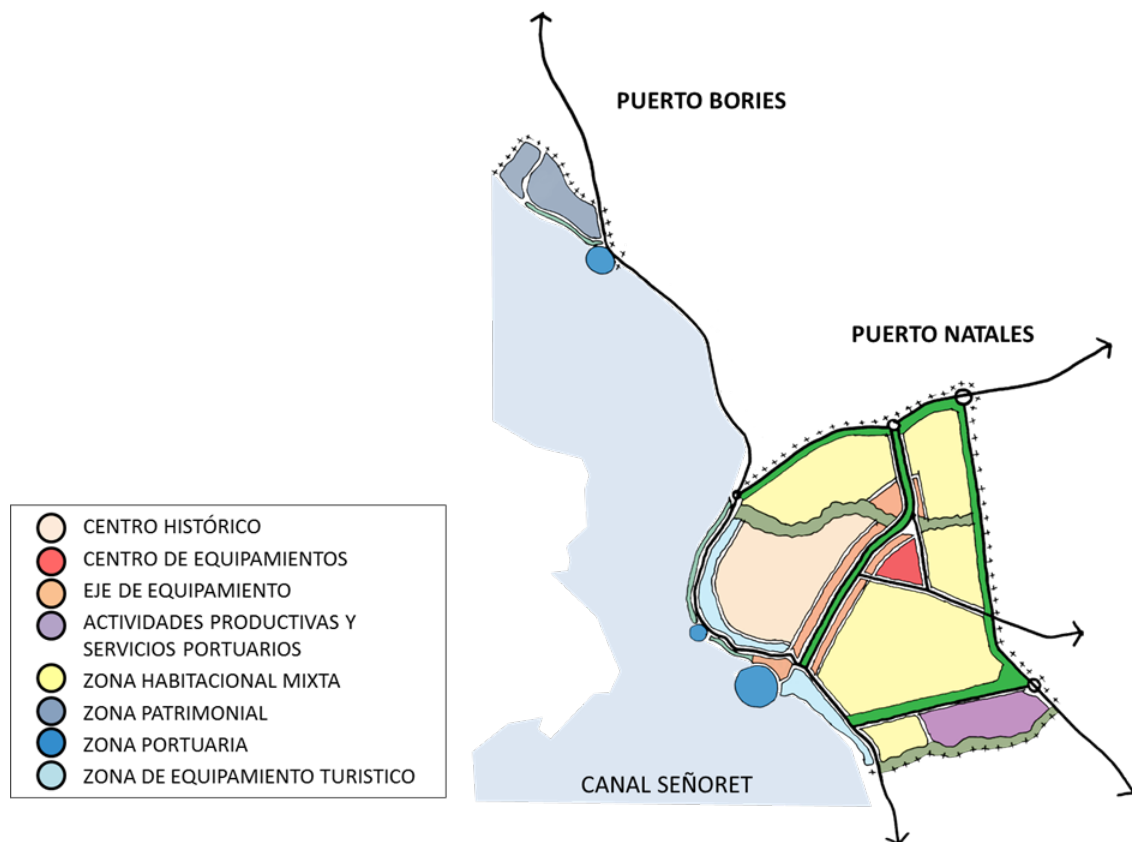 PUERTO BORIES
PUERTO NATALES
CENTRO HISTÓRICO
CENTRO DE EQUIPAMIENTOS
EJE DE EQUIPAMIENTO
ACTIVIDADES PRODUCTIVAS Y
SERVICIOS PORTUARIOS
ZONA HABITACIONAL MIXTA
ZONA PATRIMONIAL
ZONA PORTUARIA
ZONA DE EQUIPAMIENTO TURISTICO
CANAL SEÑORET